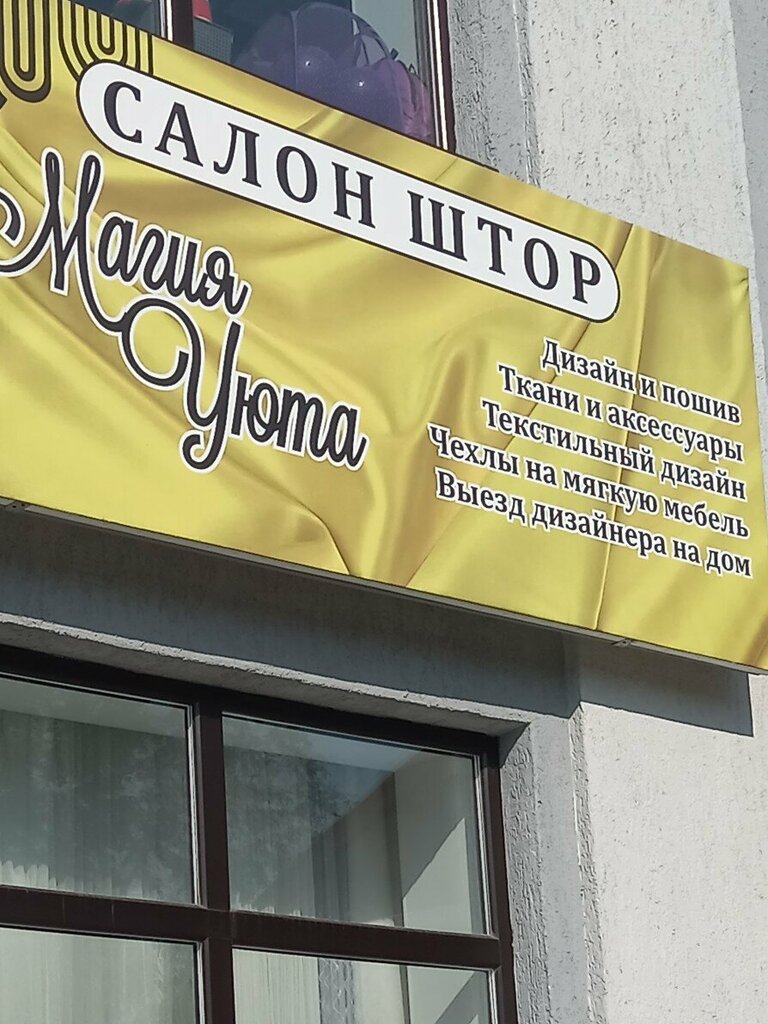 САЛОН ШТОР
Магия
Уюта
Дизайн и пошив
Ткани и аксессуары
Текстильный дизайн
Чехлы на мягкую мебель
Выезд дизайнера на дом